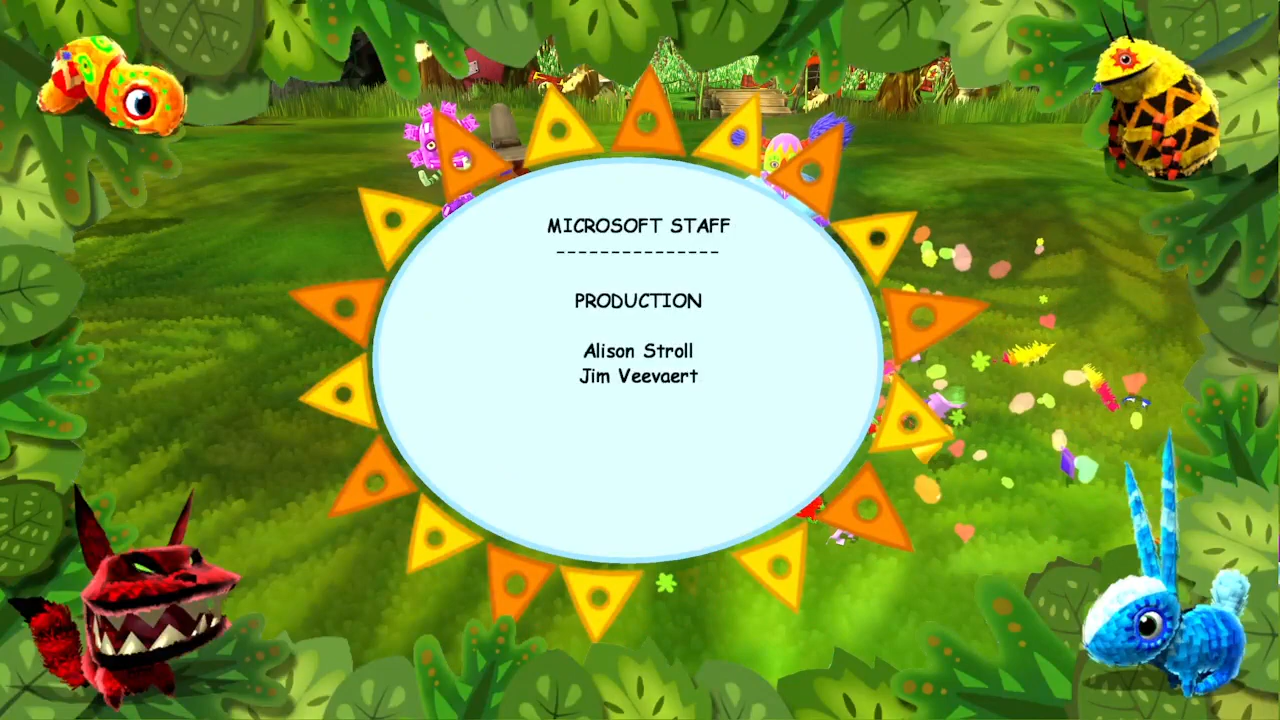 MICROSOFT STAFF
---------------
PRODUCTION
Alison Stroll
Jim Veevaert